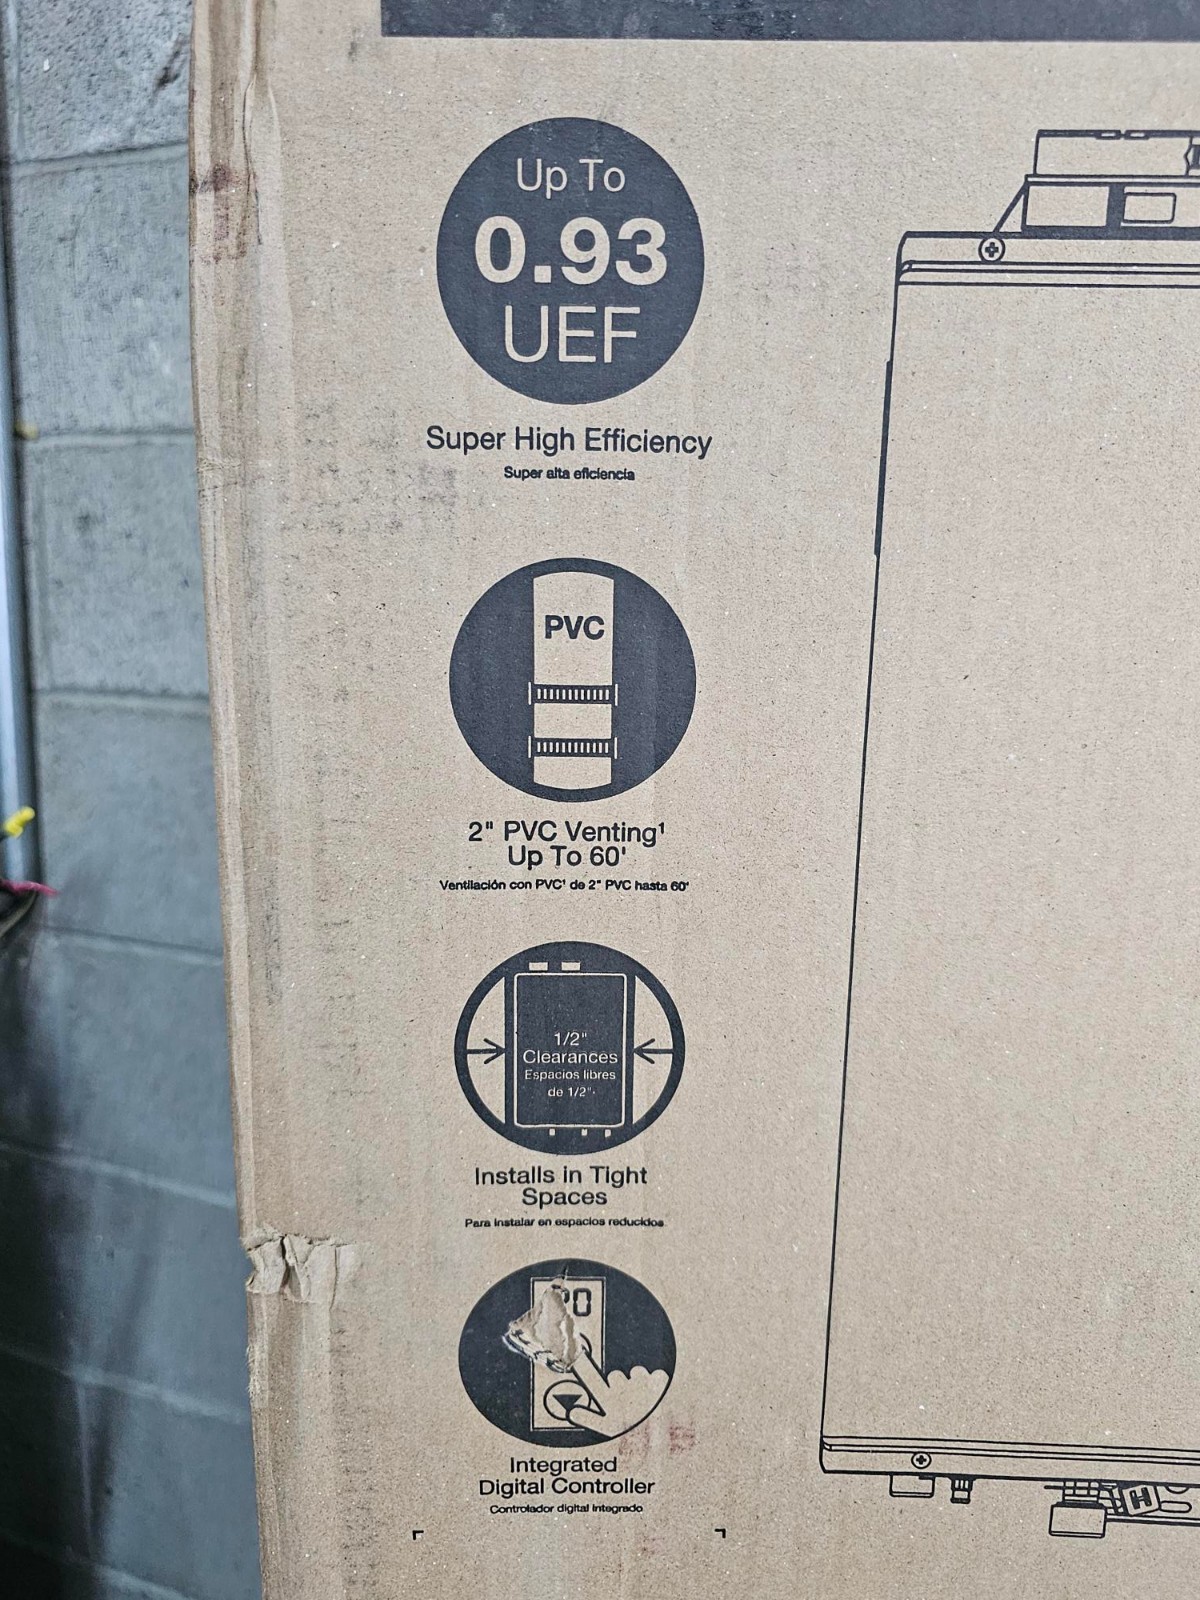 Up To
0.93
UEF
Super High Efficiency
Super alta eficiencia
PVC
2" PVC Venting¹
Up To 60'
Ventilación con PVC¹ de 2" PVC hasta 60'
1/2"
Clearances
Espacios libres
de 1/2"
Installs in Tight
Spaces
Para instalar en espacios reducidos
Integrated
Digital Controller
Controlador digital integrado
H